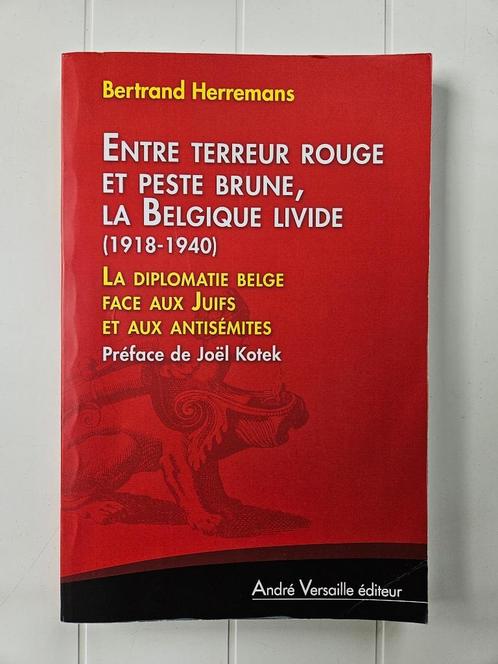 Bertrand Herremans
ENTRE TERREUR ROUGE
ET PESTE BRUNE,
LA BELGIQUE LIVIDE
(1918-1940)
LA DIPLOMATIE BELGE
FACE AUX JUIFS
ET AUX ANTISÉMITES
Préface de Joël Kotek
André Versaille éditeur